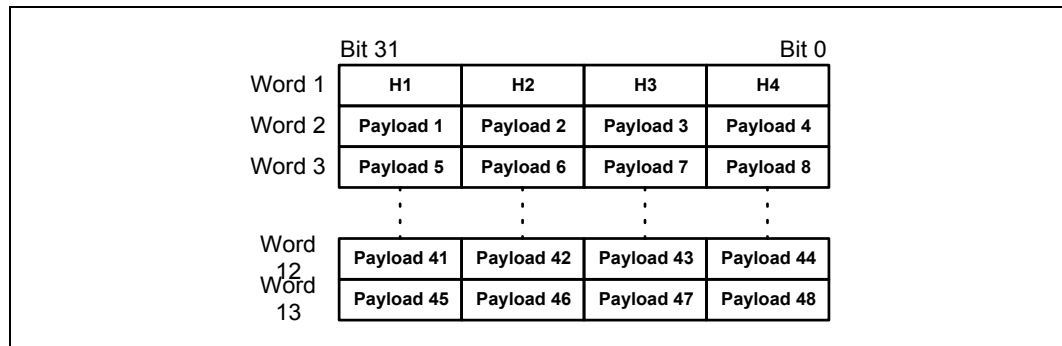 Bit 31 Bit 0
Word 1 H1 H2 H3 H4
Word 2 Payload 1 Payload 2 Payload 3 Payload 4
Word 3 Payload 5 Payload 6 Payload 7 Payload 8
Word
12 Payload 41 Payload 42 Payload 43 Payload 44
Word
13 Payload 45 Payload 46 Payload 47 Payload 48